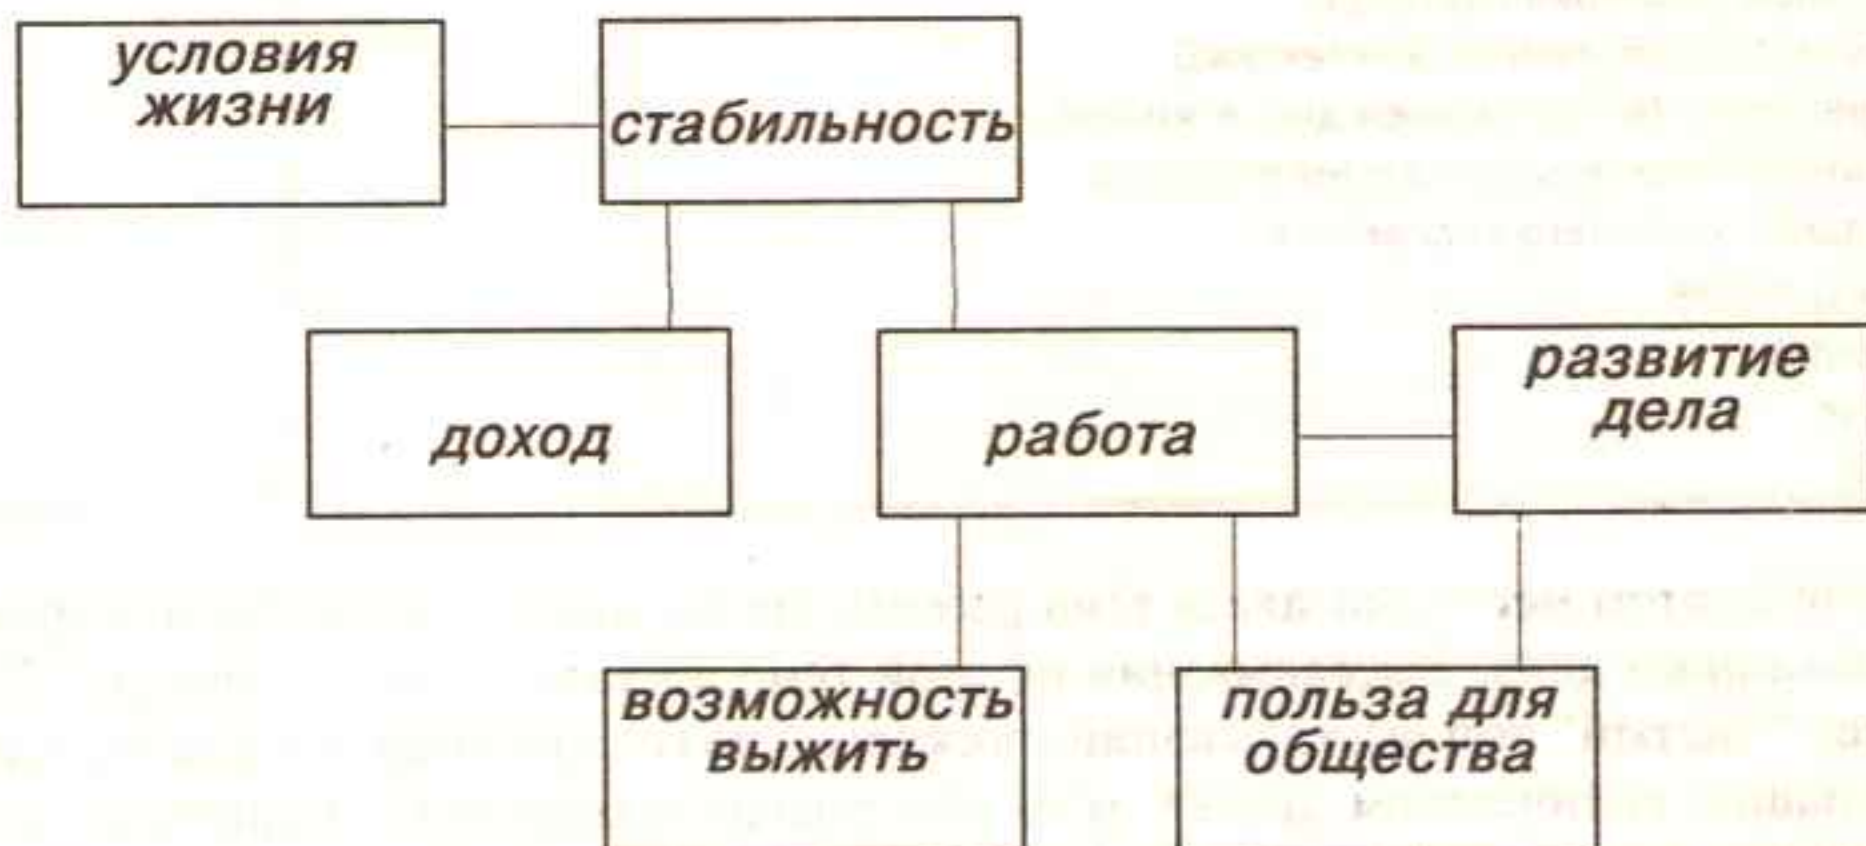 условия
жизни
стабильность
доход
работа
развитие
дела
возможность
выжить
польза для
общества